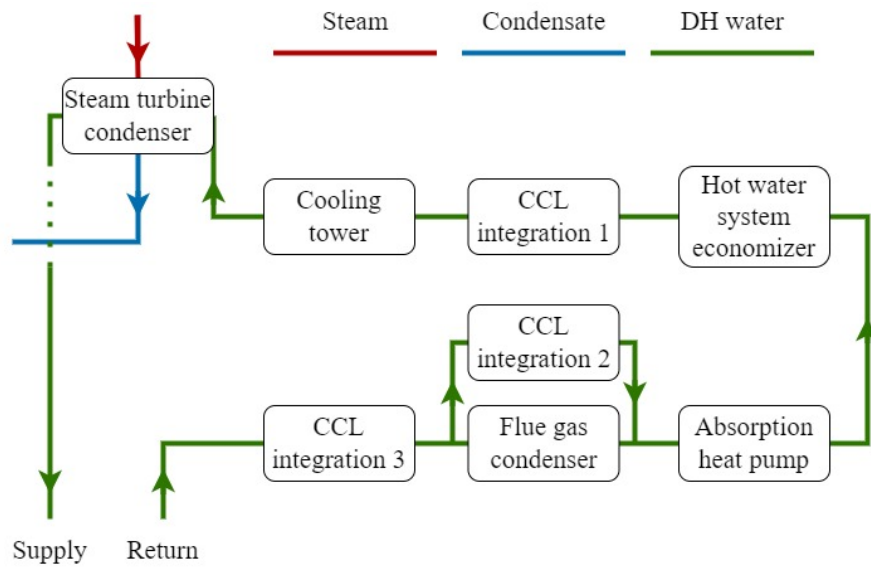 Steam
Condensate
DH water
Steam turbine
condenser
Cooling
tower
CCL
integration 1
Hot water
system
economizer
CCL
integration 2
CCL
integration 3
Flue gas
condenser
Absorption
heat pump
Supply
Return